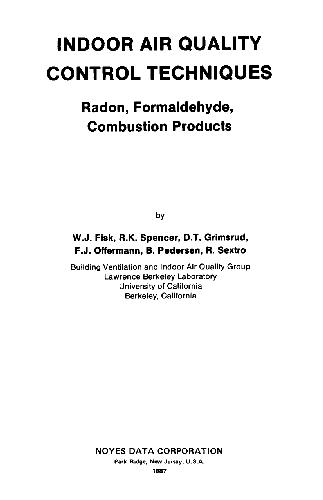 INDOOR AIR QUALITY
CONTROL TECHNIQUES
Radon, Formaldehyde,
Combustion Products
by
W.J. Fisk, R.K. Spencer, D.T. Grimsrud,
F.J. Offermann, B. Pedersen, R. Sextro
Building Ventilation and Indoor Air Quality Group
Lawrence Berkeley Laboratory
University of California
Berkeley, California
NOYES DATA CORPORATION
Park Ridge, New Jersey, U.S.A.
1987